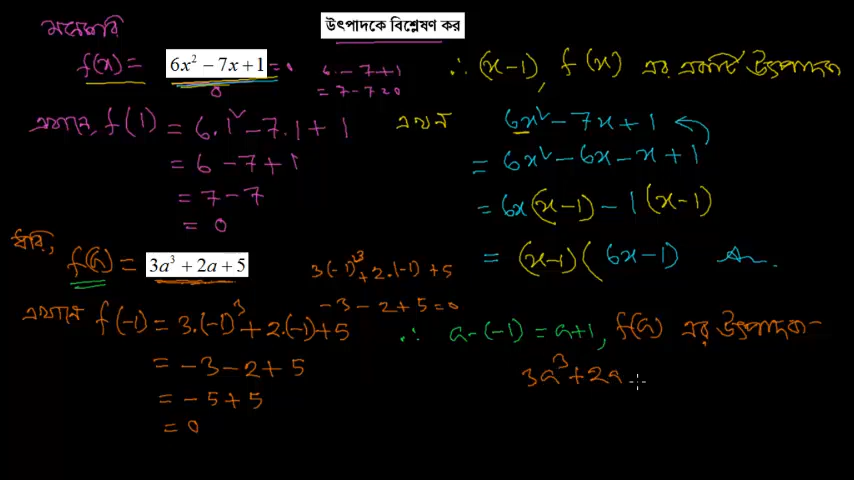 উৎপাদকে বিশ্লেষণ কর
মনেকরি
f(x) = 6x² − 7x + 1 = 0
0
6 − 7 + 1
= 7 − 7 = 0
∴ (x−1), f(x) এর একটি উৎপাদক
এখানে, f(1) = 6.1² − 7.1 + 1
= 6 − 7 + 1
= 7 − 7
= 0
এখন 6x² − 7x + 1
= 6x² − 6x − x + 1
= 6x(x−1) − 1(x−1)
= (x−1)(6x−1) Ans.
ধরি,
f(a) = 3a³ + 2a + 5
3(−1)³ + 2.(−1) + 5
−3 − 2 + 5 = 0
এখানে f(−1) = 3.(−1)³ + 2.(−1) + 5
= −3 − 2 + 5
= −5 + 5
= 0
∴ a − (−1) = a+1, f(a) এর উৎপাদক
3a³ + 2a